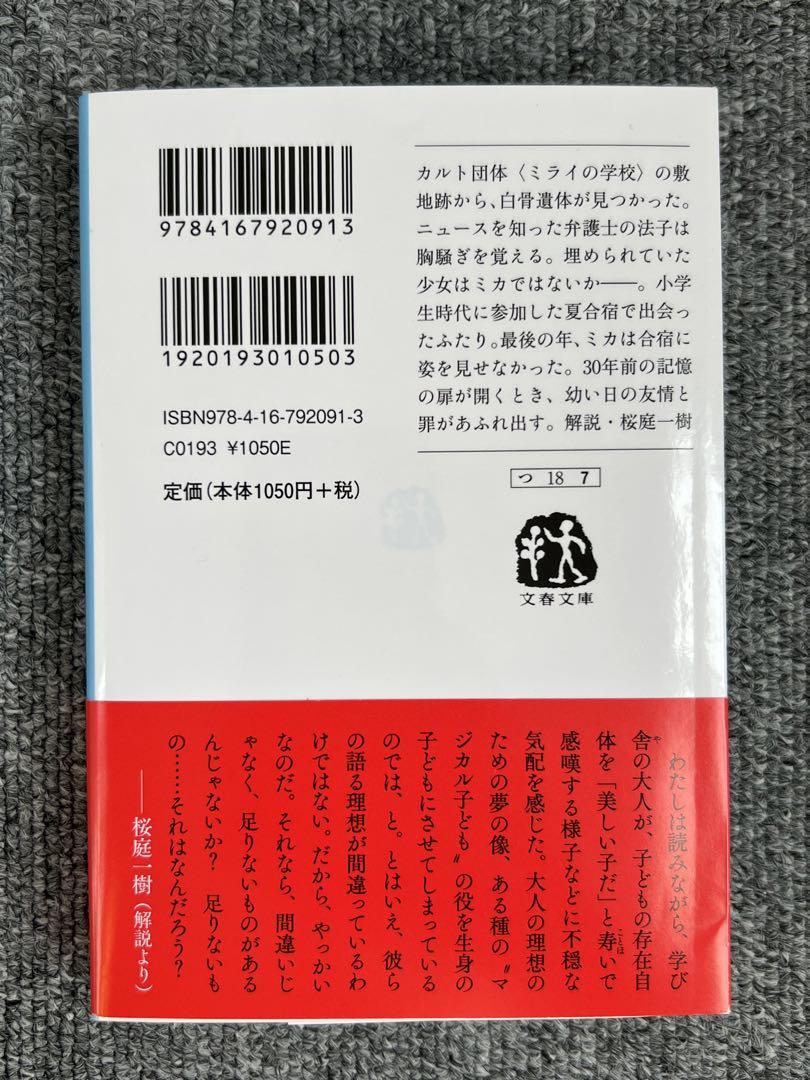 9784167920913
1920193010503
ISBN978-4-16-792091-3
C0193 ¥1050E
定価(本体1050円+税)
カルト団体〈ミライの学校〉の敷
地跡から、白骨遺体が見つかった。
ニュースを知った弁護士の法子は
胸騒ぎを覚える。埋められていた
少女はミカではないか――。小学
生時代に参加した夏合宿で出会っ
たふたり。最後の年、ミカは合宿に
姿を見せなかった。30年前の記憶
の扉が開くとき、幼い日の友情と
罪があふれ出す。解説・桜庭一樹
つ 18 7
文春文庫
わたしは読みながら、学び
舎の大人が、子どもの存在自
や
体を「美しい子だ」と寿いで
ことほ
感嘆する様子などに不穏な
気配を感じた。大人の理想の
ための夢の像、ある種の〝マ
ジカル子ども〟の役を生身の
子どもにさせてしまっている
のでは、と。とはいえ、彼ら
の語る理想が間違っているわ
けではない。だから、やっかい
なのだ。それなら、間違いじ
ゃなく、足りないものがある
んじゃないか? 足りないも
の……それはなんだろう?
――桜庭一樹(解説より)